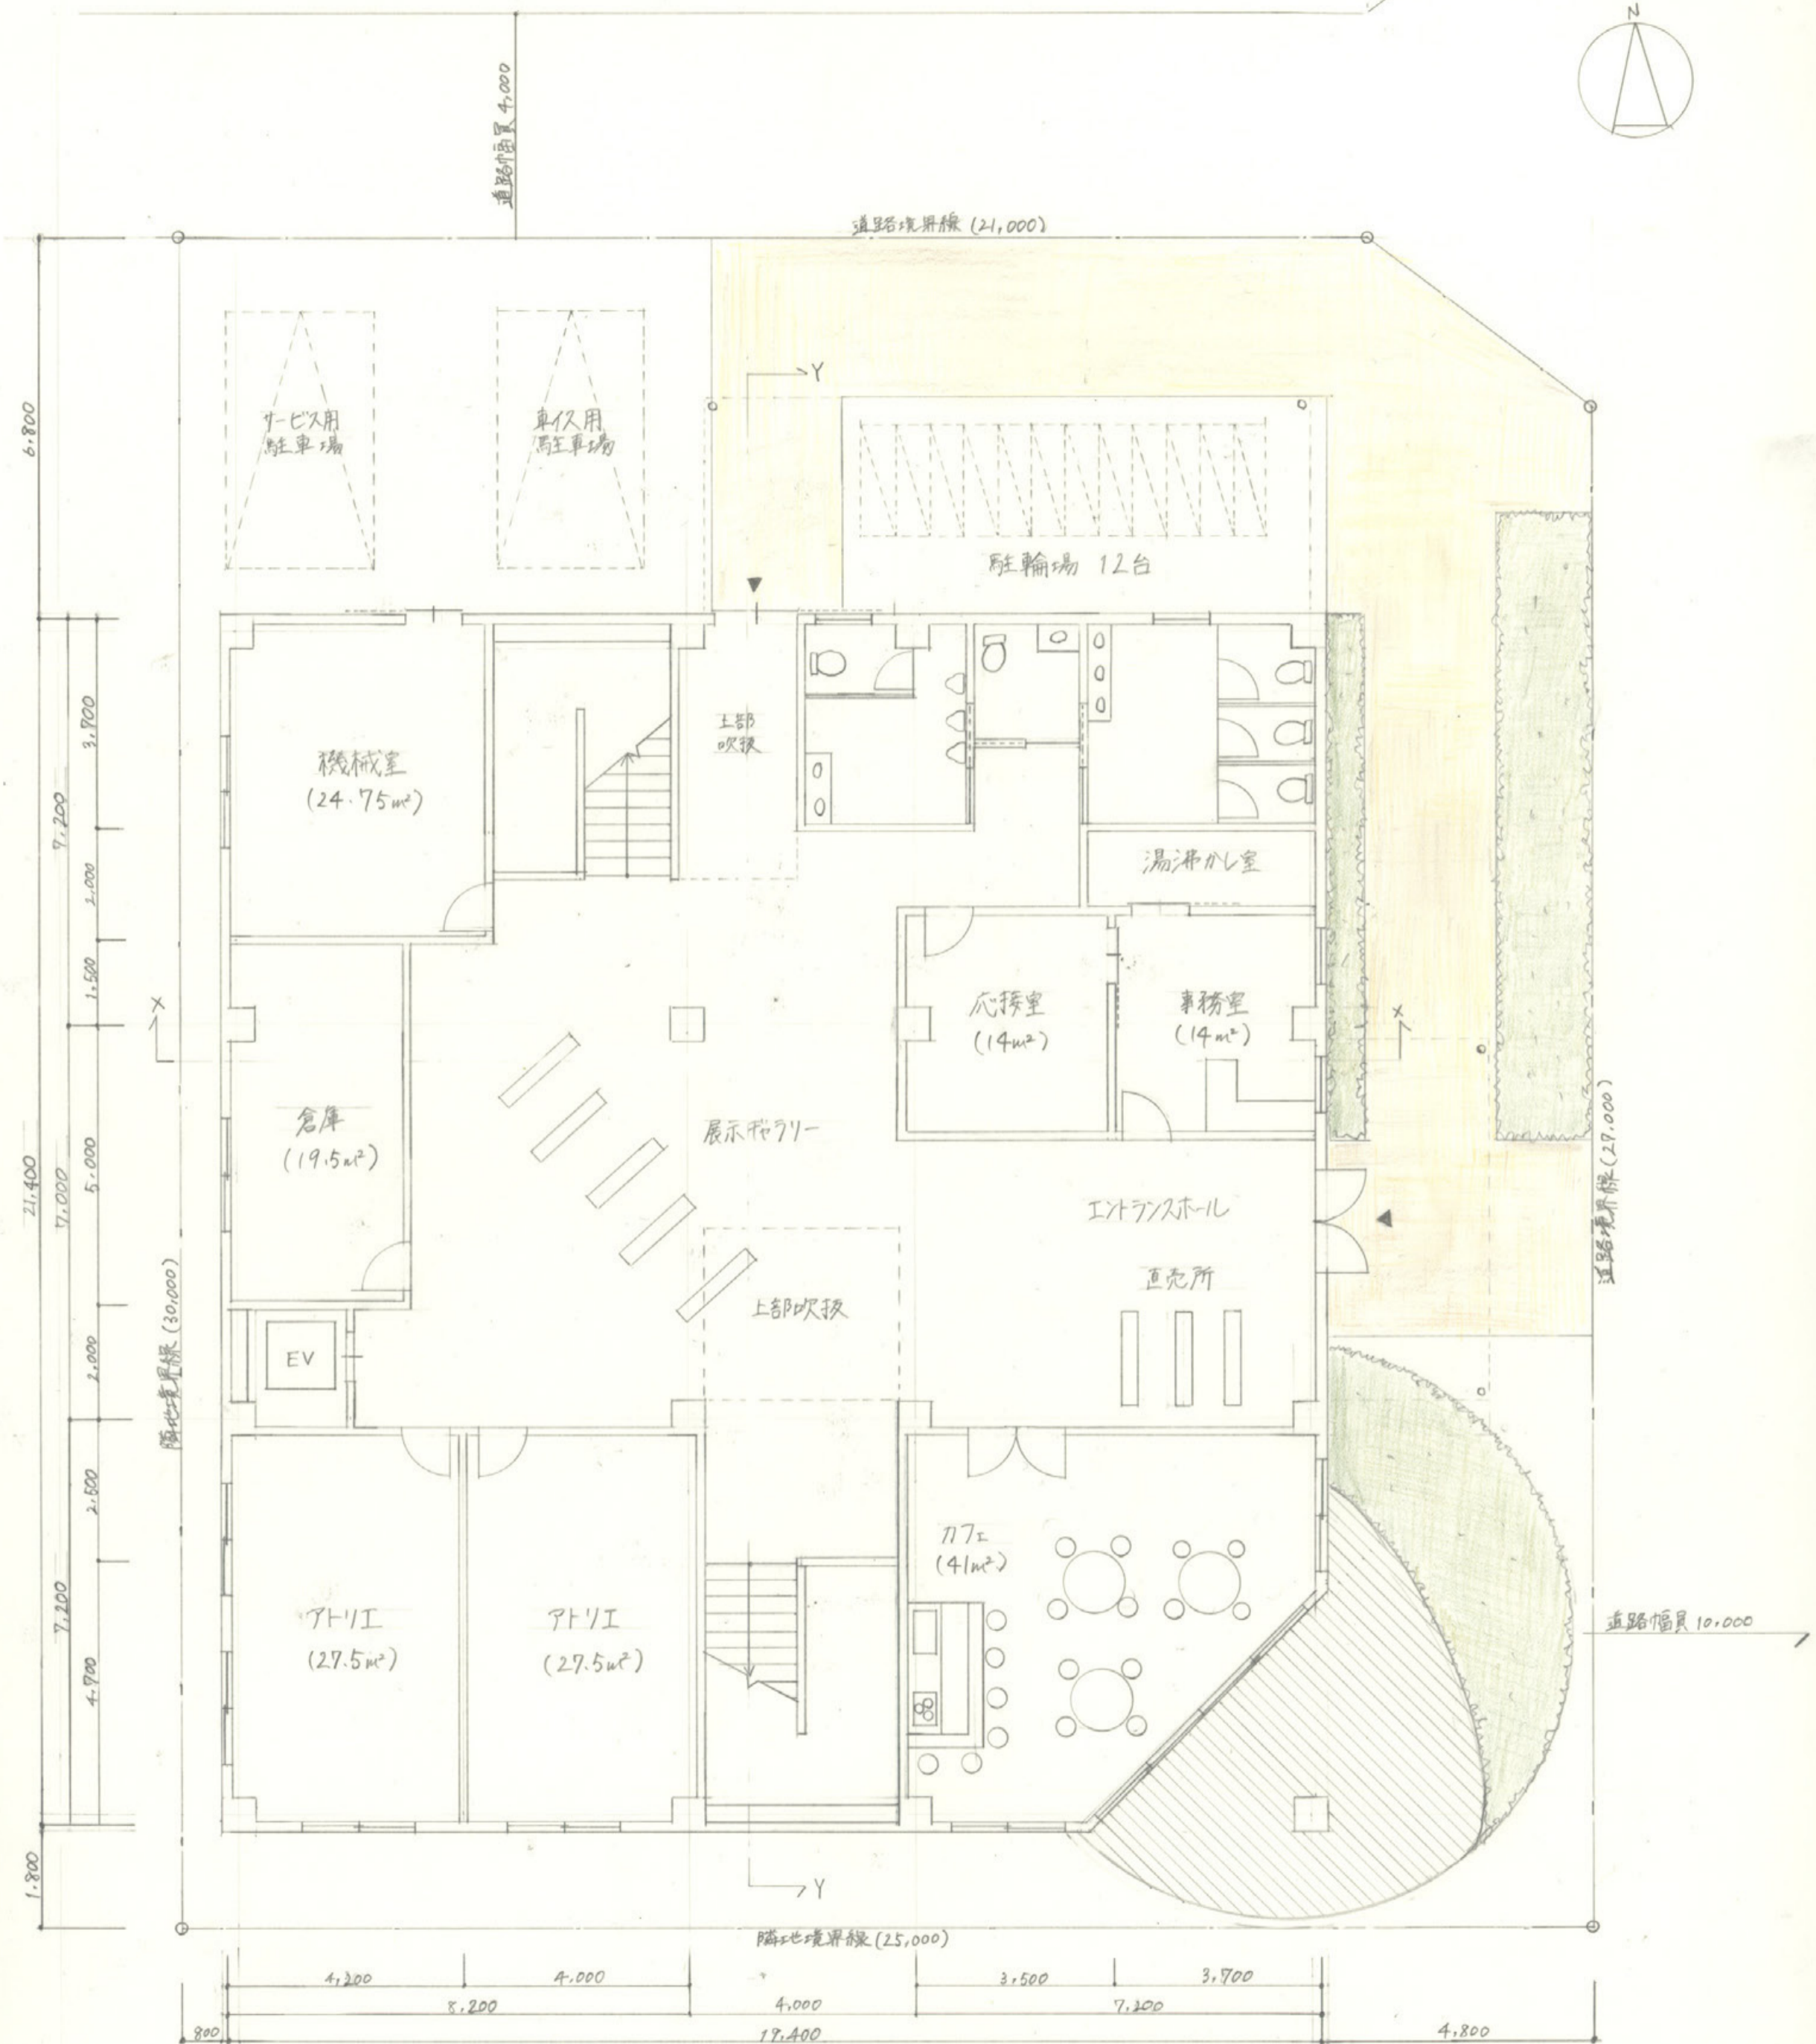 N
道路幅員 4,000
道路境界線 (21,000)
Y
サービス用
駐車場
車イス用
駐車場
6,800
駐輪場 12台
3,700
7,200
2,000
1,500
機械室
(24.75㎡)
上部
吹抜
湯沸かし室
X
応接室
(14㎡)
事務室
(14㎡)
X
倉庫
(19.5㎡)
展示ギャラリー
エントランスホール
直売所
上部吹抜
21,400
7,000
5,000
2,000
隣地境界線 (30,000)
道路境界線 (27,000)
EV
カフェ
(41㎡)
アトリエ
(27.5㎡)
アトリエ
(27.5㎡)
道路幅員 10,000
2,500
7,200
4,700
1,800
Y
隣地境界線 (25,000)
4,200
4,000
3,500
3,700
8,200
4,000
7,200
800
19,400
4,800